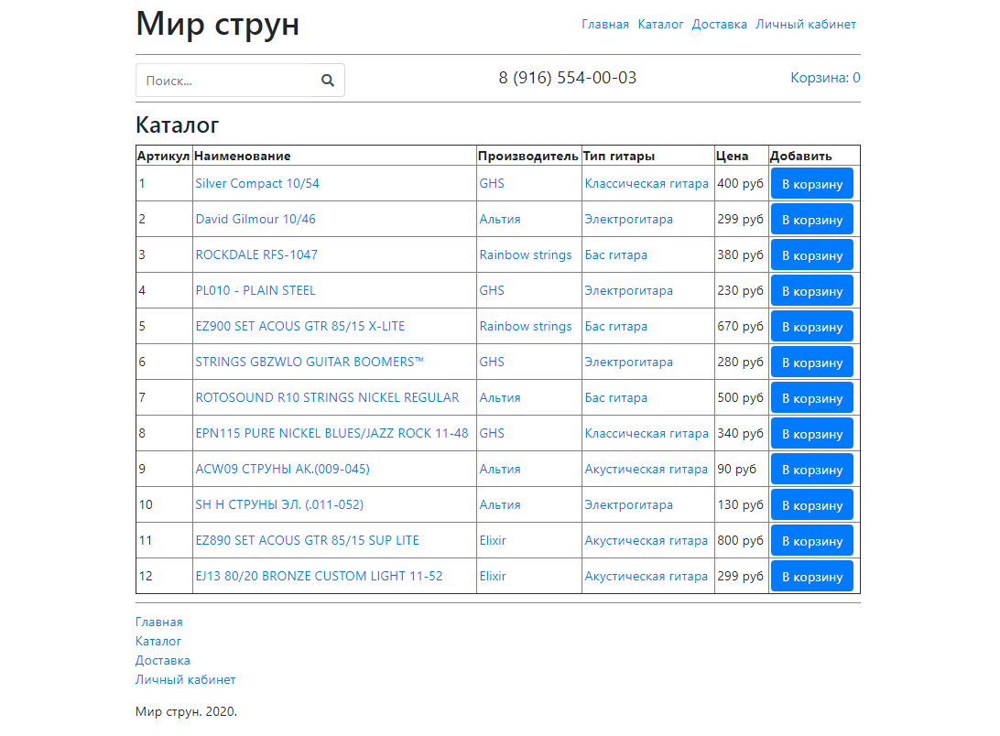 Мир струн
Главная Каталог Доставка Личный кабинет
Поиск... 8 (916) 554-00-03 Корзина: 0
Каталог
Артикул Наименование Производитель Тип гитары Цена Добавить
1 Silver Compact 10/54 GHS Классическая гитара 400 руб В корзину
2 David Gilmour 10/46 Альтия Электрогитара 299 руб В корзину
3 ROCKDALE RFS-1047 Rainbow strings Бас гитара 380 руб В корзину
4 PL010 - PLAIN STEEL GHS Электрогитара 230 руб В корзину
5 EZ900 SET ACOUS GTR 85/15 X-LITE Rainbow strings Бас гитара 670 руб В корзину
6 STRINGS GBZWLO GUITAR BOOMERS™ GHS Электрогитара 280 руб В корзину
7 ROTOSOUND R10 STRINGS NICKEL REGULAR Альтия Бас гитара 500 руб В корзину
8 EPN115 PURE NICKEL BLUES/JAZZ ROCK 11-48 GHS Классическая гитара 340 руб В корзину
9 ACW09 СТРУНЫ АК.(009-045) Альтия Акустическая гитара 90 руб В корзину
10 SH H СТРУНЫ ЭЛ. (.011-052) Альтия Электрогитара 130 руб В корзину
11 EZ890 SET ACOUS GTR 85/15 SUP LITE Elixir Акустическая гитара 800 руб В корзину
12 EJ13 80/20 BRONZE CUSTOM LIGHT 11-52 Elixir Акустическая гитара 299 руб В корзину
Главная
Каталог
Доставка
Личный кабинет
Мир струн. 2020.